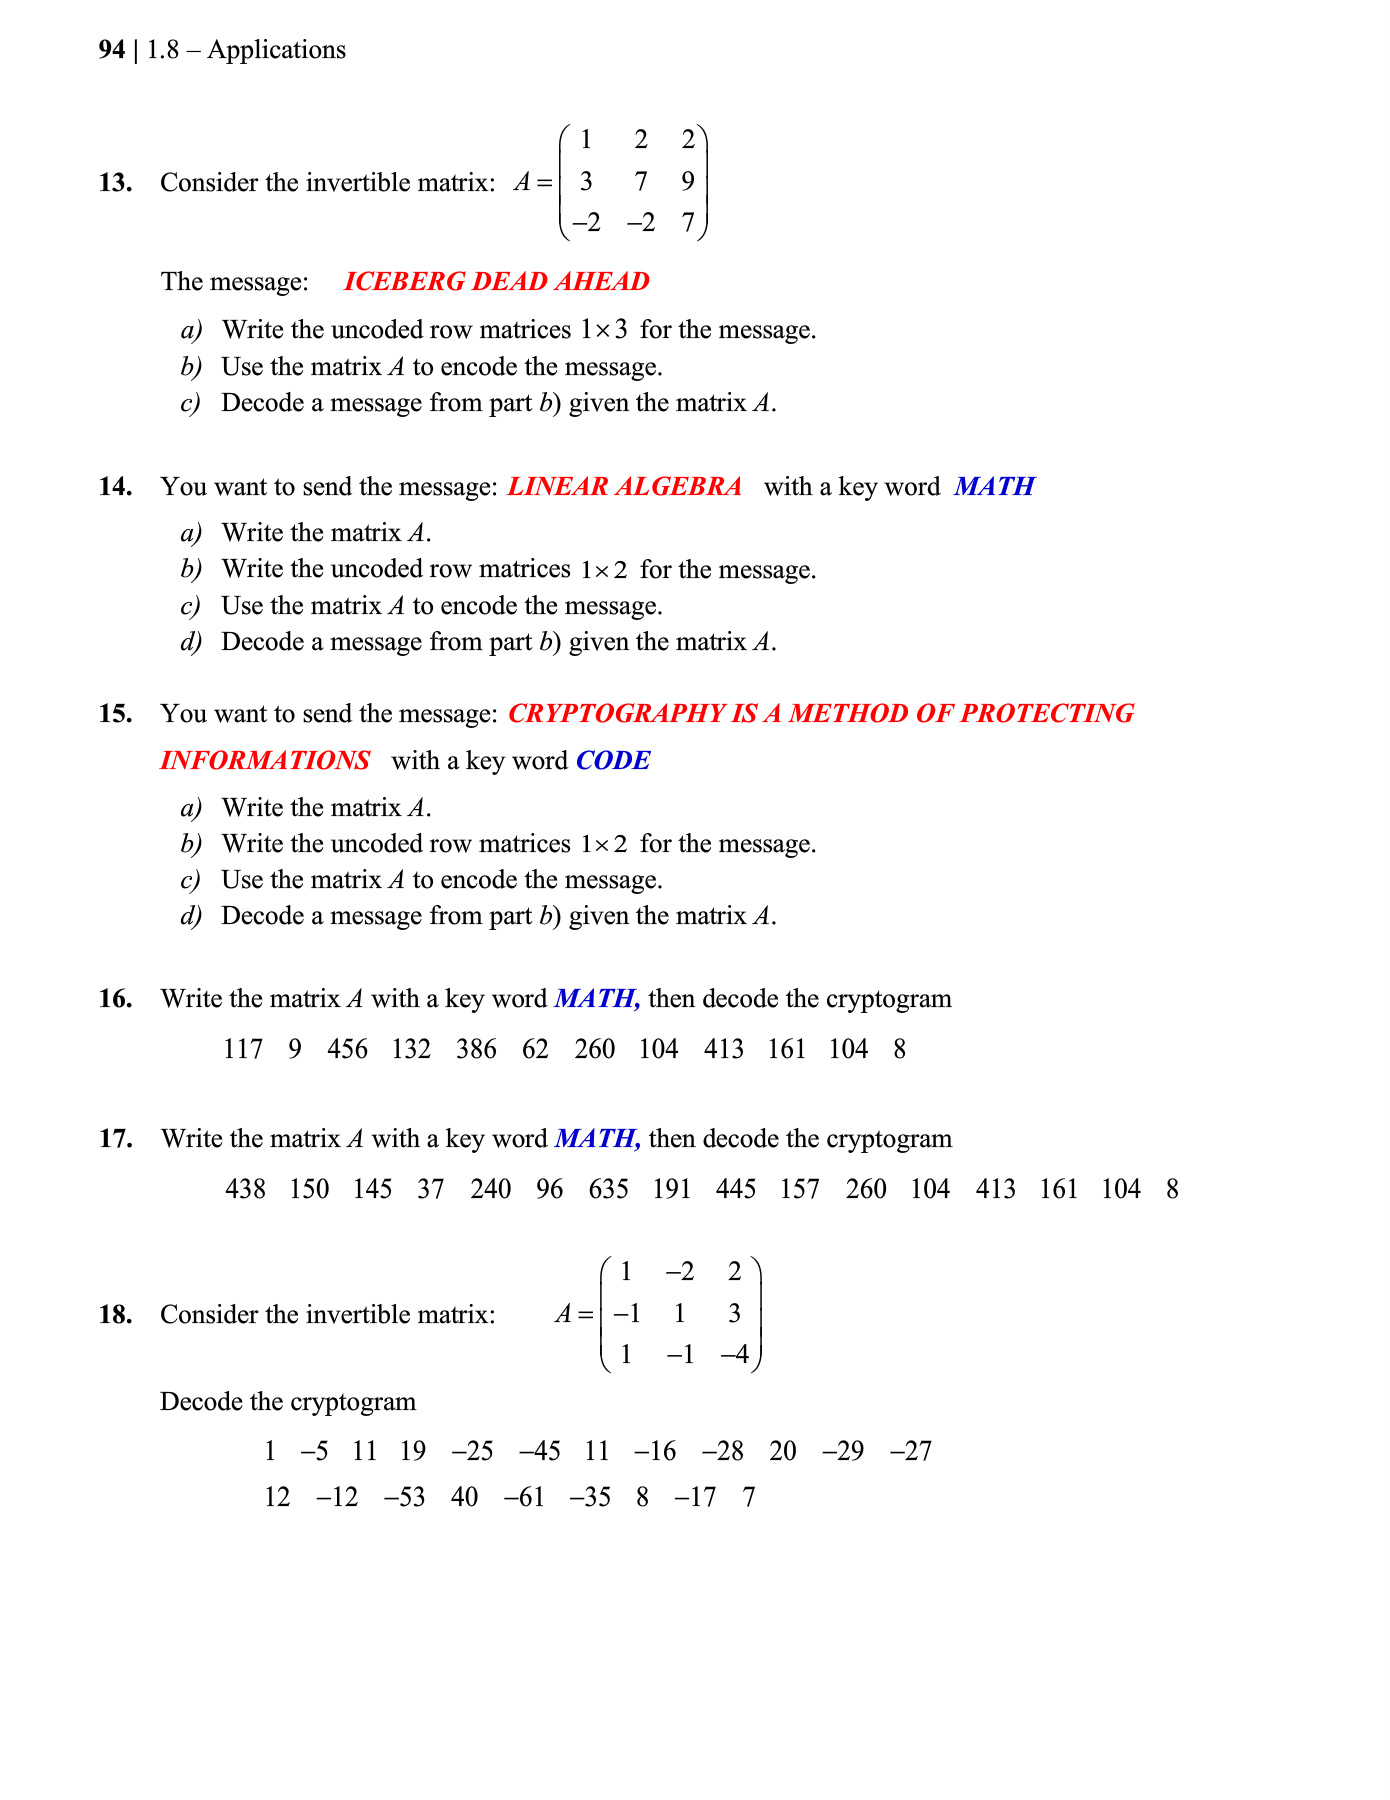 94 | 1.8 – Applications
13. Consider the invertible matrix: A = ( 1 2 2
3 7 9
–2 –2 7 )
The message: ICEBERG DEAD AHEAD
a) Write the uncoded row matrices 1 × 3 for the message.
b) Use the matrix A to encode the message.
c) Decode a message from part b) given the matrix A.
14. You want to send the message: LINEAR ALGEBRA with a key word MATH
a) Write the matrix A.
b) Write the uncoded row matrices 1 × 2 for the message.
c) Use the matrix A to encode the message.
d) Decode a message from part b) given the matrix A.
15. You want to send the message: CRYPTOGRAPHY IS A METHOD OF PROTECTING
INFORMATIONS with a key word CODE
a) Write the matrix A.
b) Write the uncoded row matrices 1 × 2 for the message.
c) Use the matrix A to encode the message.
d) Decode a message from part b) given the matrix A.
16. Write the matrix A with a key word MATH, then decode the cryptogram
117 9 456 132 386 62 260 104 413 161 104 8
17. Write the matrix A with a key word MATH, then decode the cryptogram
438 150 145 37 240 96 635 191 445 157 260 104 413 161 104 8
18. Consider the invertible matrix: A = ( 1 –2 2
–1 1 3
1 –1 –4 )
Decode the cryptogram
1 –5 11 19 –25 –45 11 –16 –28 20 –29 –27
12 –12 –53 40 –61 –35 8 –17 7